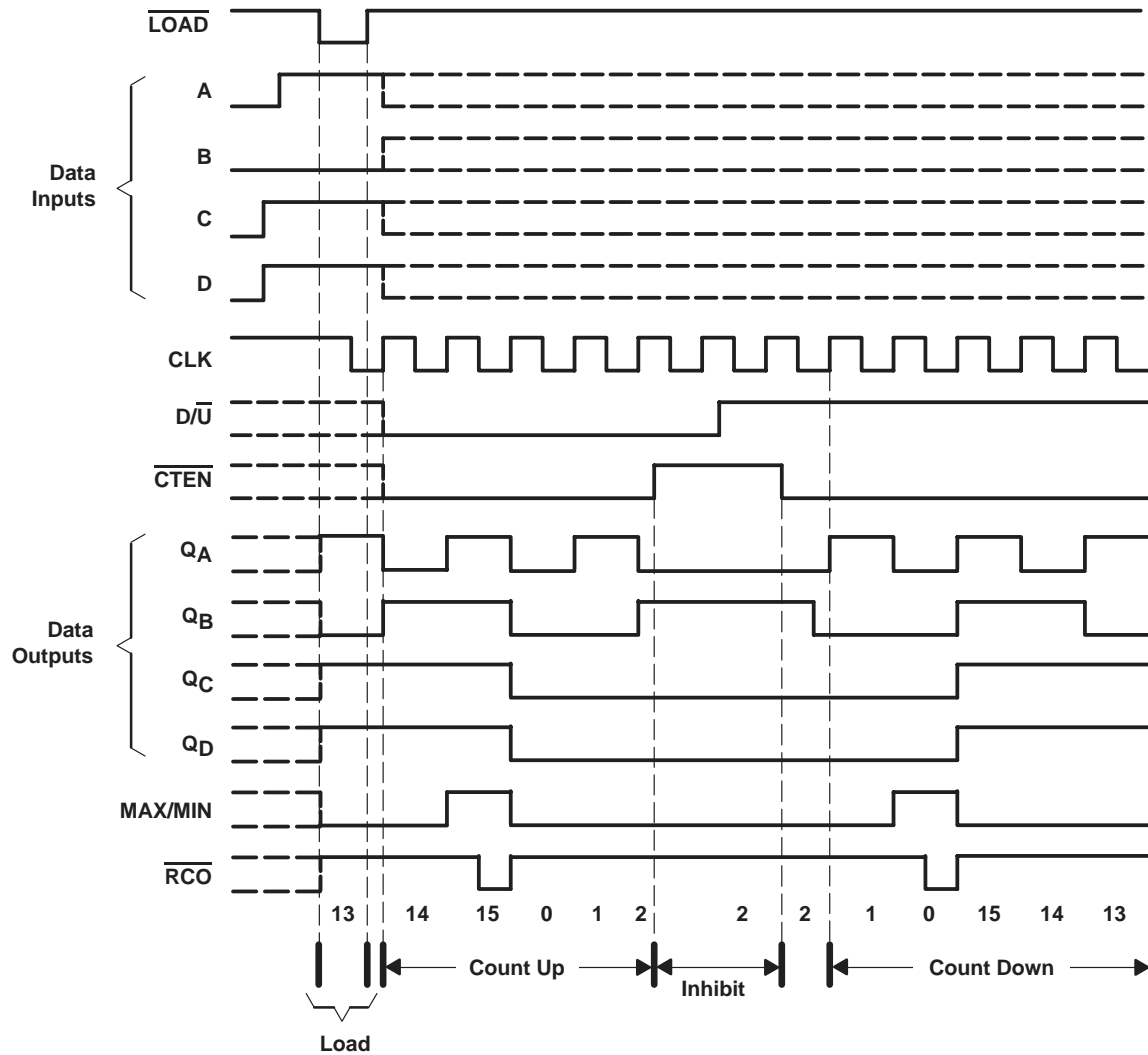 LOAD
A
B
Data
Inputs
C
D
CLK
D/U
CTEN
QA
QB
Data
Outputs
QC
QD
MAX/MIN
RCO
13 14 15 0 1 2 2 2 1 0 15 14 13
Count Up
Inhibit
Count Down
Load